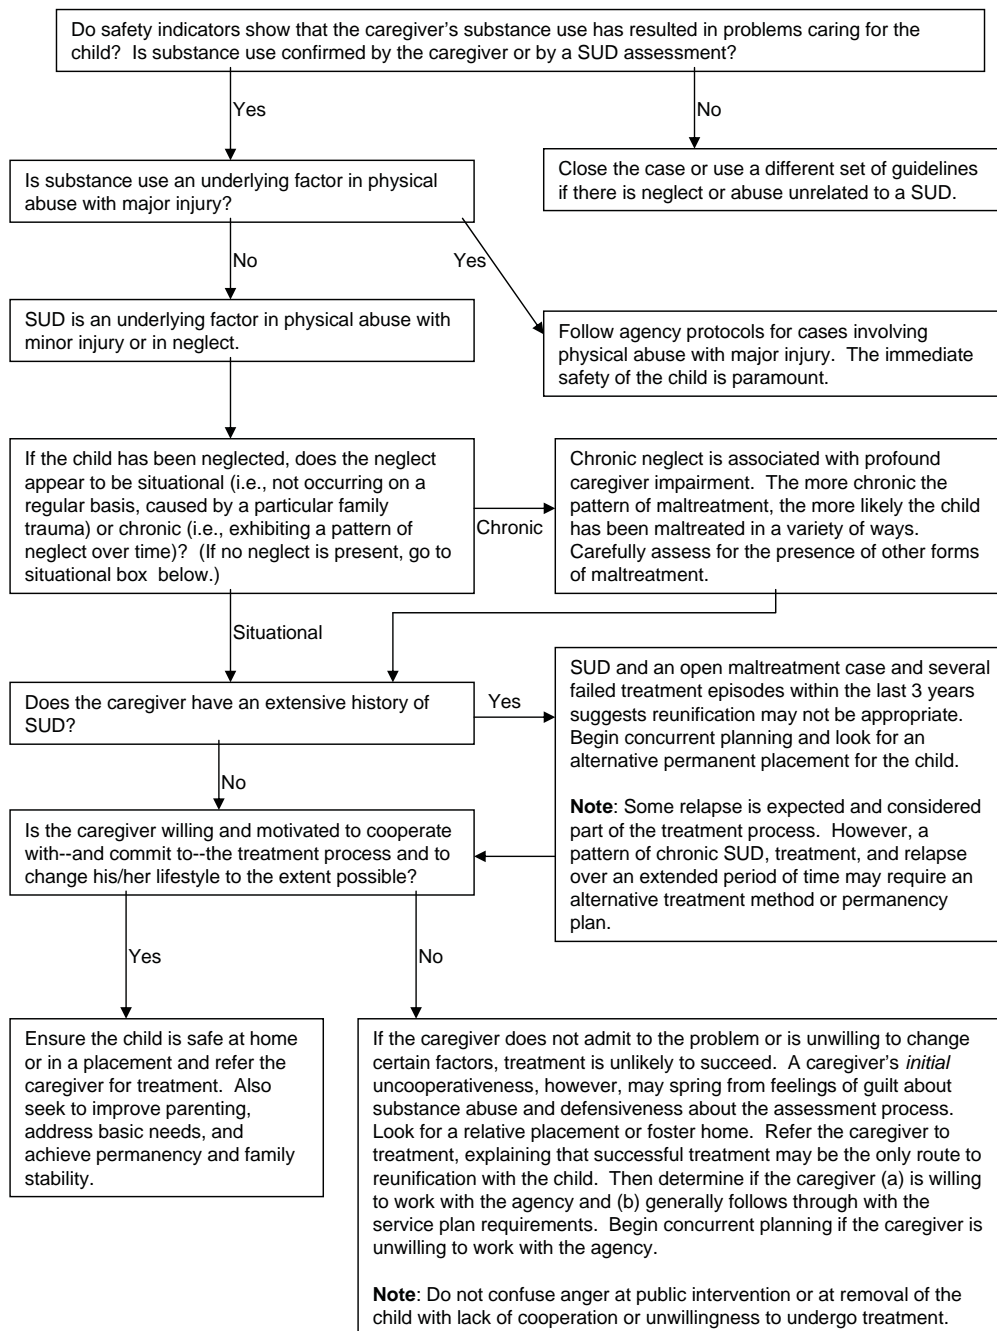 Do safety indicators show that the caregiver's substance use has resulted in problems caring for the
child?  Is substance use confirmed by the caregiver or by a SUD assessment?
Yes
No
Is substance use an underlying factor in physical
abuse with major injury?
Close the case or use a different set of guidelines
if there is neglect or abuse unrelated to a SUD.
No
Yes
SUD is an underlying factor in physical abuse with
minor injury or in neglect.
Follow agency protocols for cases involving
physical abuse with major injury.  The immediate
safety of the child is paramount.
If the child has been neglected, does the neglect
appear to be situational (i.e., not occurring on a
regular basis, caused by a particular family
trauma) or chronic (i.e., exhibiting a pattern of
neglect over time)?  (If no neglect is present, go to
situational box  below.)
Chronic
Chronic neglect is associated with profound
caregiver impairment.  The more chronic the
pattern of maltreatment, the more likely the child
has been maltreated in a variety of ways.
Carefully assess for the presence of other forms
of maltreatment.
Situational
Does the caregiver have an extensive history of
SUD?
Yes
SUD and an open maltreatment case and several
failed treatment episodes within the last 3 years
suggests reunification may not be appropriate.
Begin concurrent planning and look for an
alternative permanent placement for the child.
Note: Some relapse is expected and considered
part of the treatment process.  However, a
pattern of chronic SUD, treatment, and relapse
over an extended period of time may require an
alternative treatment method or permanency
plan.
No
Is the caregiver willing and motivated to cooperate
with--and commit to--the treatment process and to
change his/her lifestyle to the extent possible?
Yes
No
Ensure the child is safe at home
or in a placement and refer the
caregiver for treatment.  Also
seek to improve parenting,
address basic needs, and
achieve permanency and family
stability.
If the caregiver does not admit to the problem or is unwilling to change
certain factors, treatment is unlikely to succeed.  A caregiver's initial
uncooperativeness, however, may spring from feelings of guilt about
substance abuse and defensiveness about the assessment process.
Look for a relative placement or foster home.  Refer the caregiver to
treatment, explaining that successful treatment may be the only route to
reunification with the child.  Then determine if the caregiver (a) is willing
to work with the agency and (b) generally follows through with the
service plan requirements.  Begin concurrent planning if the caregiver is
unwilling to work with the agency.
Note: Do not confuse anger at public intervention or at removal of the
child with lack of cooperation or unwillingness to undergo treatment.